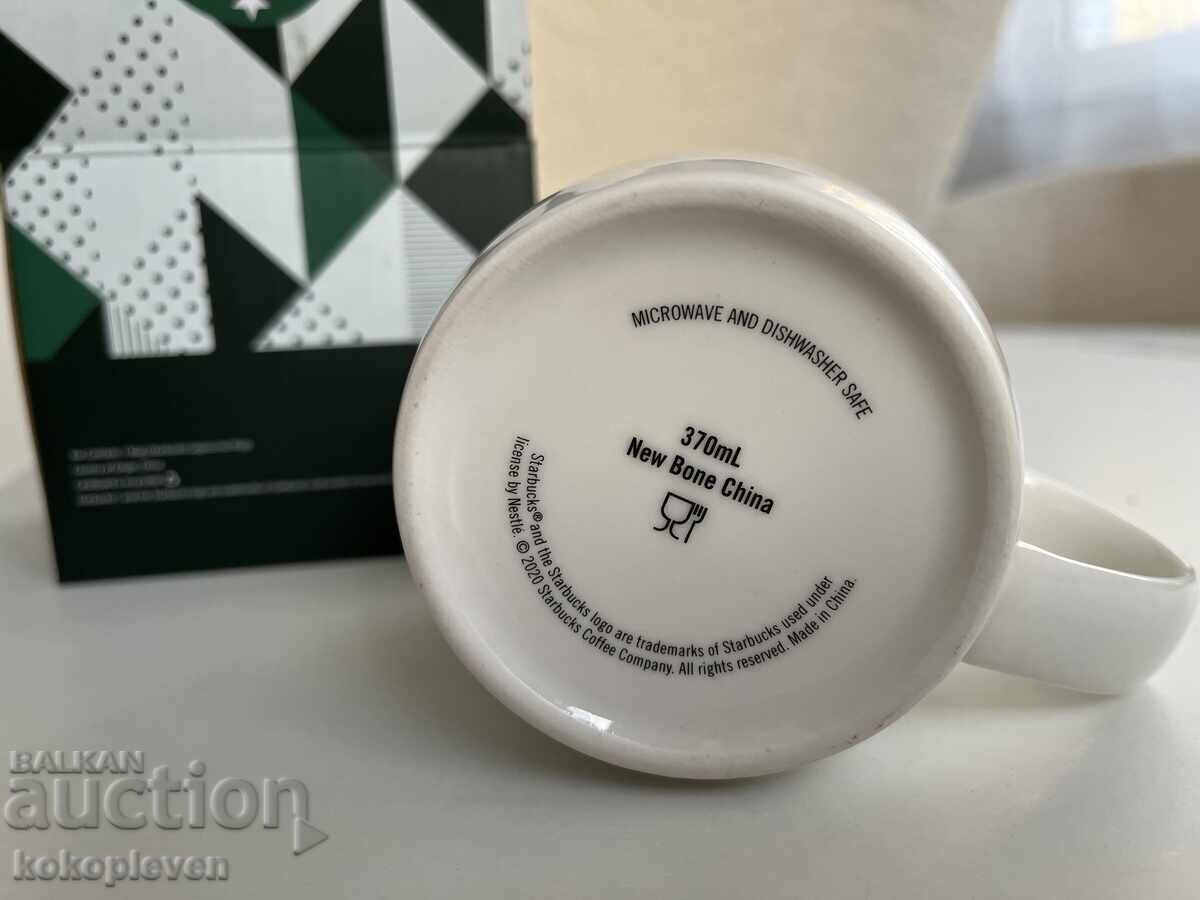 MICROWAVE AND DISHWASHER SAFE
370mL
New Bone China
Starbucks® and the Starbucks logo are trademarks of Starbucks used under
license by Nestlé. © 2020 Starbucks Coffee Company. All rights reserved. Made in China.
BALKAN
auction
kokopleven